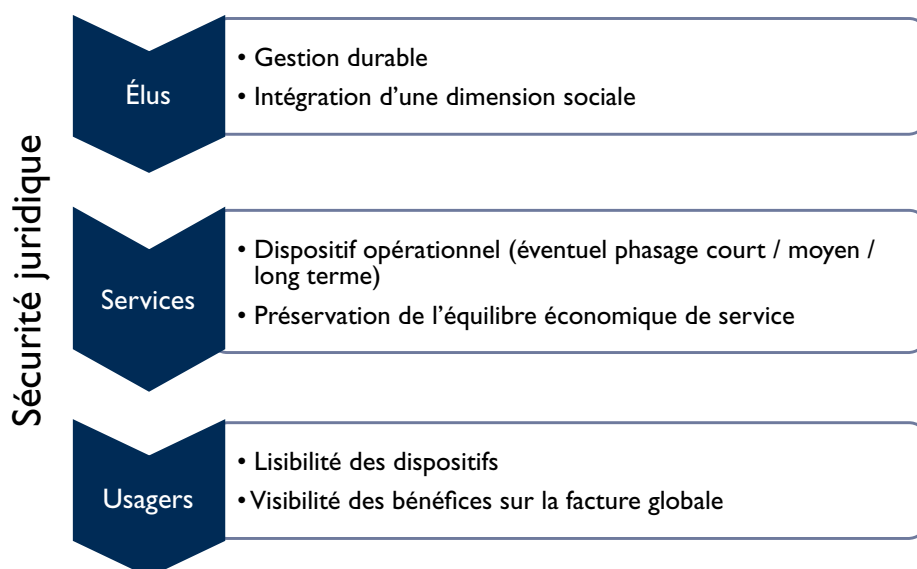 Sécurité juridique
Élus
• Gestion durable
• Intégration d’une dimension sociale
Services
• Dispositif opérationnel (éventuel phasage court / moyen /
long terme)
• Préservation de l’équilibre économique de service
Usagers
• Lisibilité des dispositifs
• Visibilité des bénéfices sur la facture globale